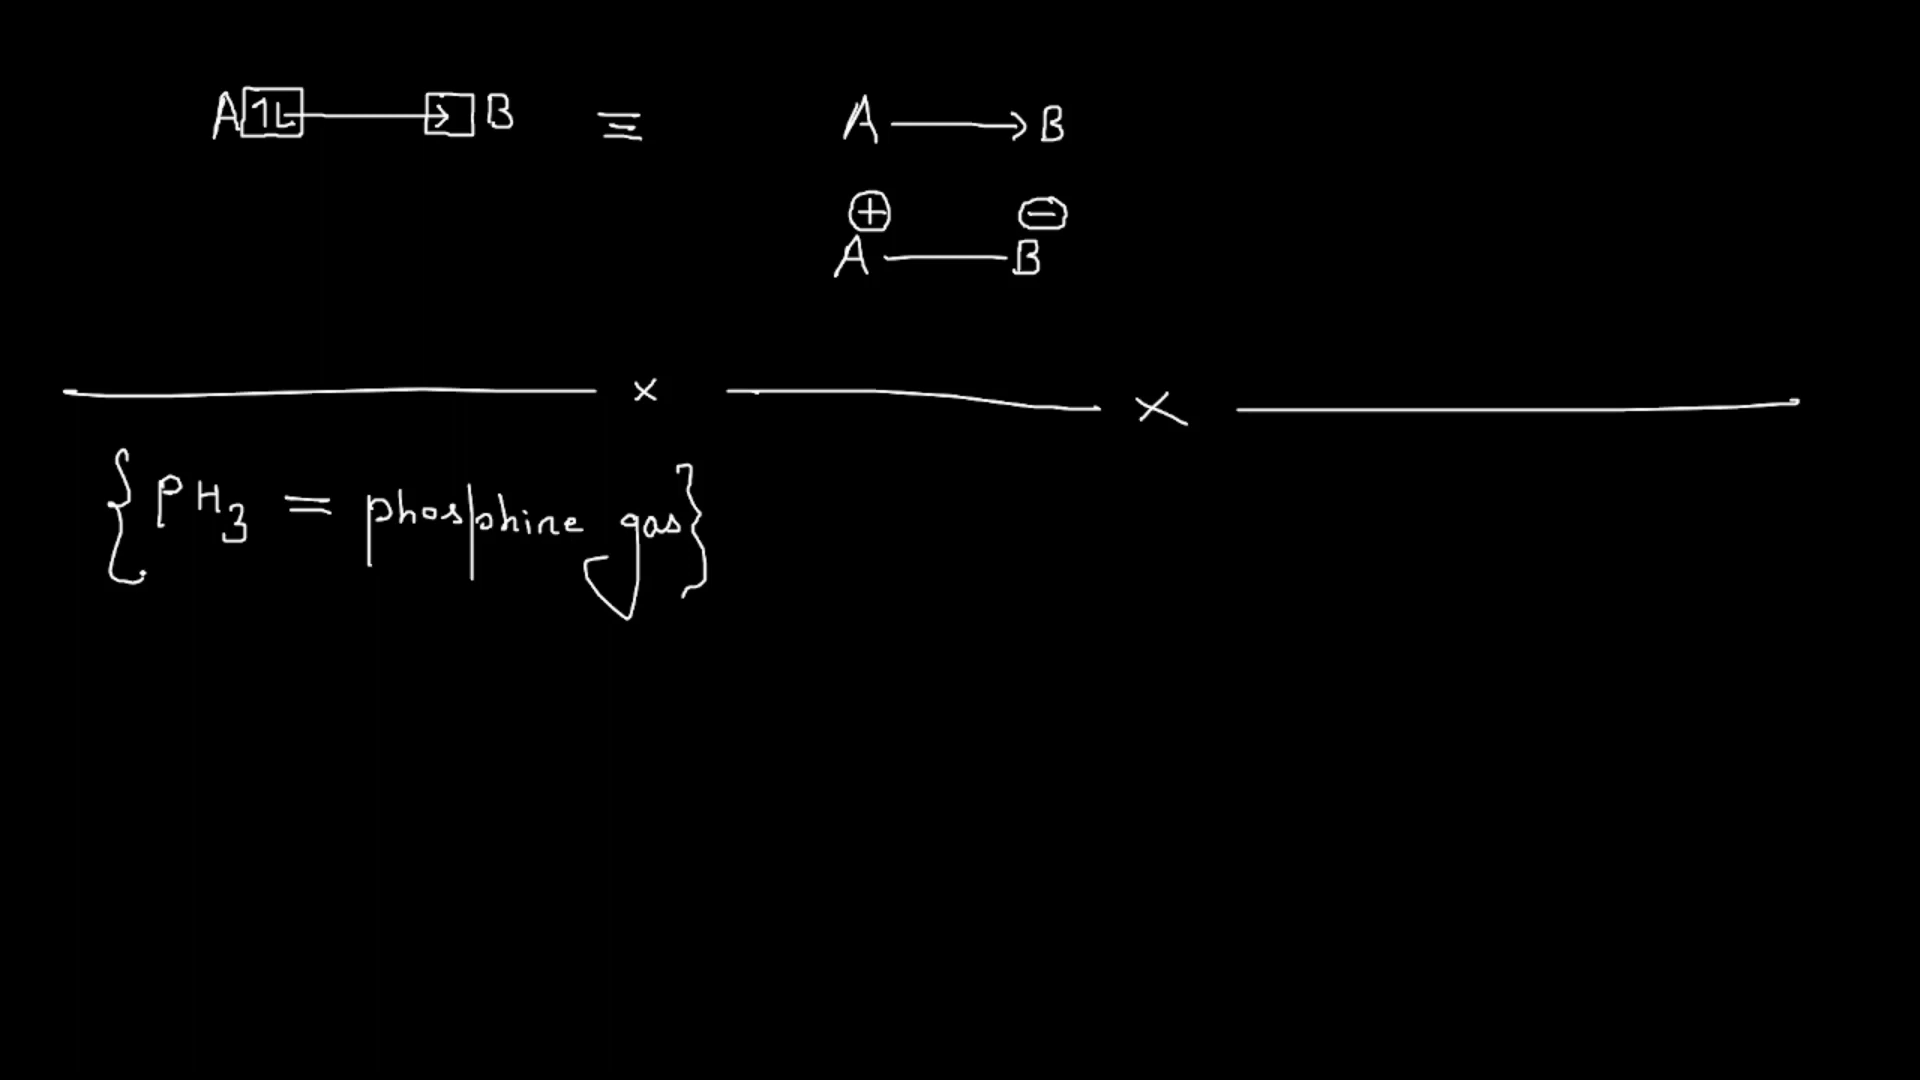 A[1L]⟶[→]B ≡ A ⟶ B
⊕ ⊖
A — B
x x
{PH₃ = phosphine gas}